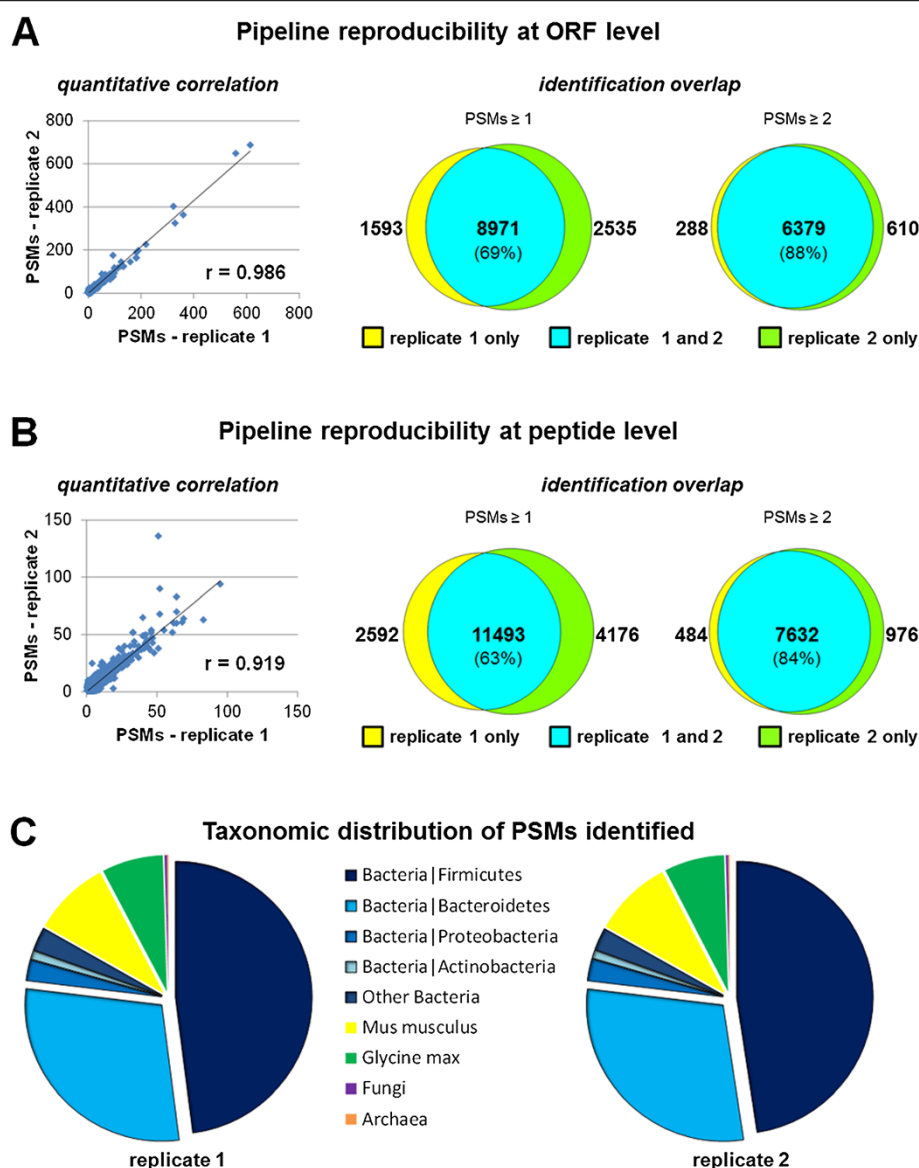 A
Pipeline reproducibility at ORF level
quantitative correlation
identification overlap
PSMs ≥ 1
PSMs ≥ 2
800
600
400
200
0
PSMs - replicate 2
r = 0.986
0 200 400 600 800
PSMs - replicate 1
1593
8971
(69%)
2535
288
6379
(88%)
610
replicate 1 only
replicate 1 and 2
replicate 2 only
B
Pipeline reproducibility at peptide level
quantitative correlation
identification overlap
PSMs ≥ 1
PSMs ≥ 2
150
100
50
0
PSMs - replicate 2
r = 0.919
0 50 100 150
PSMs - replicate 1
2592
11493
(63%)
4176
484
7632
(84%)
976
replicate 1 only
replicate 1 and 2
replicate 2 only
C
Taxonomic distribution of PSMs identified
Bacteria|Firmicutes
Bacteria|Bacteroidetes
Bacteria|Proteobacteria
Bacteria|Actinobacteria
Other Bacteria
Mus musculus
Glycine max
Fungi
Archaea
replicate 1
replicate 2